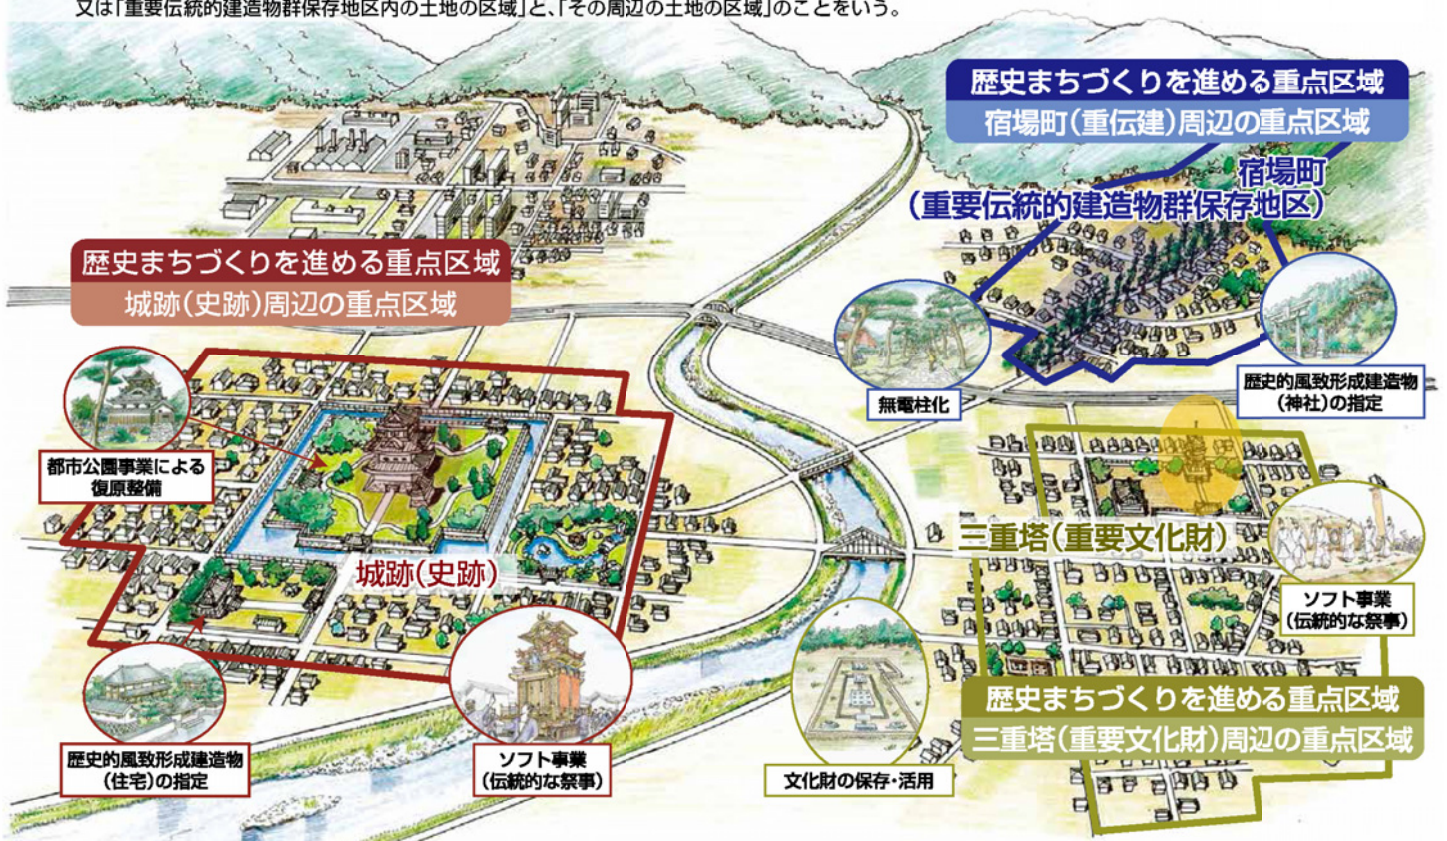 又は「重要伝統的建造物群保存地区内の土地の区域」と、「その周辺の土地の区域」のことをいう。
歴史まちづくりを進める重点区域
宿場町(重伝建)周辺の重点区域
宿場町
(重要伝統的建造物群保存地区)
歴史まちづくりを進める重点区域
城跡(史跡)周辺の重点区域
無電柱化
歴史的風致形成建造物
(神社)の指定
都市公園事業による
復原整備
三重塔(重要文化財)
城跡(史跡)
ソフト事業
(伝統的な祭事)
歴史まちづくりを進める重点区域
三重塔(重要文化財)周辺の重点区域
歴史的風致形成建造物
(住宅)の指定
ソフト事業
(伝統的な祭事)
文化財の保存・活用